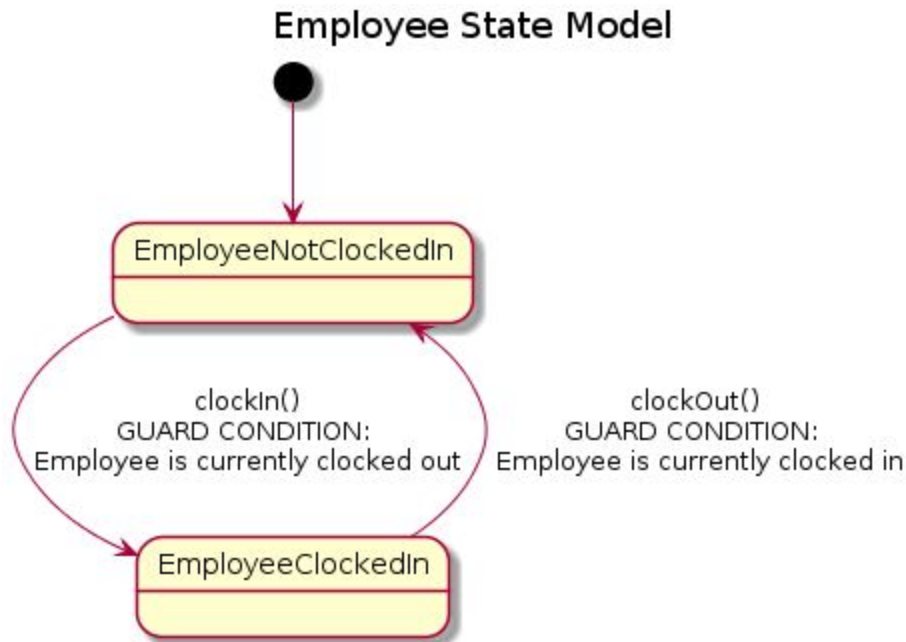 Employee State Model
EmployeeNotClockedIn
clockIn()
GUARD CONDITION:
Employee is currently clocked out
clockOut()
GUARD CONDITION:
Employee is currently clocked in
EmployeeClockedIn